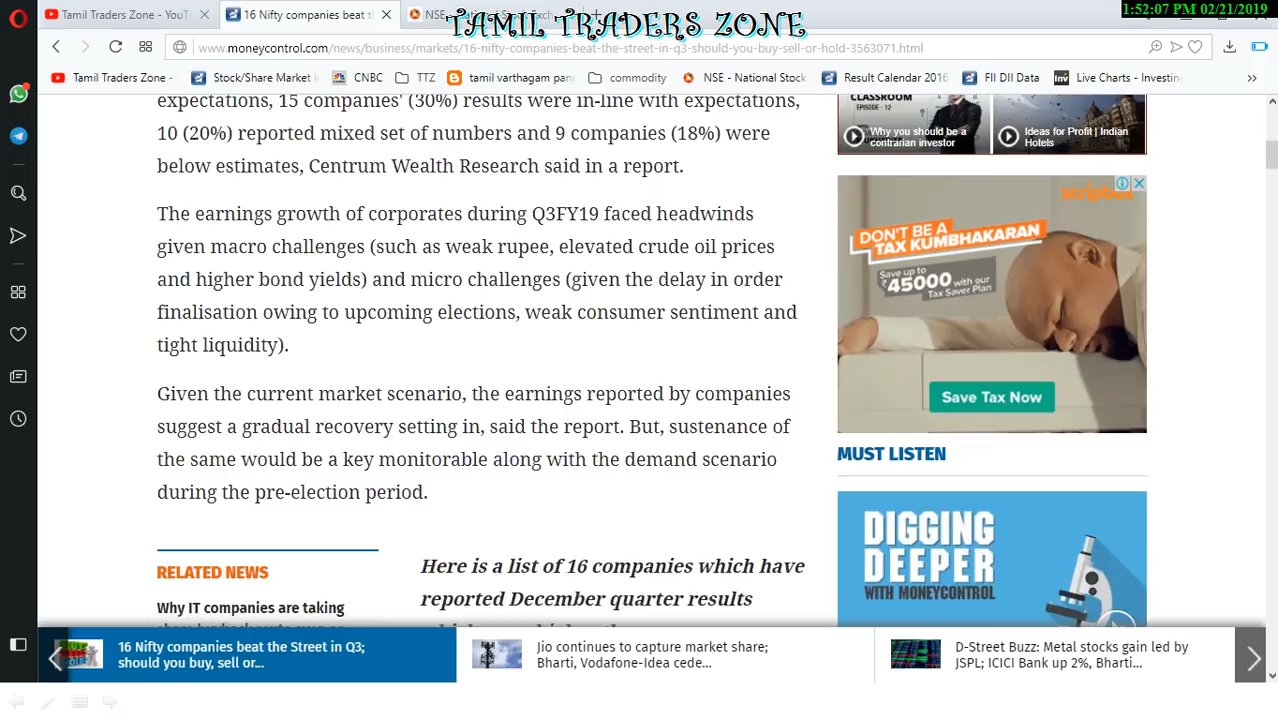 1:52:07 PM 02/21/2019
TAMIL TRADERS ZONE
Tamil Traders Zone - YouT
16 Nifty companies beat th
NSE
www.moneycontrol.com/news/business/markets/16-nifty-companies-beat-the-street-in-q3-should-you-buy-sell-or-hold-3563071.html
Tamil Traders Zone -
Stock/Share Market
CNBC
TTZ
tamil varthagam pan
commodity
NSE - National Stock
Result Calendar 2016
FII DII Data
Live Charts - Investin
expectations, 15 companies' (30%) results were in-line with expectations,
10 (20%) reported mixed set of numbers and 9 companies (18%) were
below estimates, Centrum Wealth Research said in a report.
The earnings growth of corporates during Q3FY19 faced headwinds
given macro challenges (such as weak rupee, elevated crude oil prices
and higher bond yields) and micro challenges (given the delay in order
finalisation owing to upcoming elections, weak consumer sentiment and
tight liquidity).
Given the current market scenario, the earnings reported by companies
suggest a gradual recovery setting in, said the report. But, sustenance of
the same would be a key monitorable along with the demand scenario
during the pre-election period.
RELATED NEWS
Why IT companies are taking
Here is a list of 16 companies which have
reported December quarter results
CLASSROOM
EPISODE - 12
Why you should be a
contrarian investor
Ideas for Profit | Indian
Hotels
scripbox
DON'T BE A
TAX KUMBHAKARAN
Save up to
₹45000 with our
Tax Saver Plan
Save Tax Now
MUST LISTEN
DIGGING
DEEPER
WITH MONEYCONTROL
16 Nifty companies beat the Street in Q3;
should you buy, sell or...
Jio continues to capture market share;
Bharti, Vodafone-Idea cede...
D-Street Buzz: Metal stocks gain led by
JSPL; ICICI Bank up 2%, Bharti...